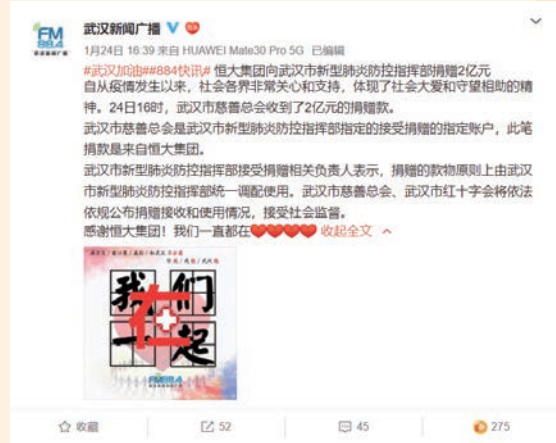 FM
88.4
武汉新闻广播
1月24日 16:39 来自 HUAWEI Mate30 Pro 5G 已编辑
#武汉加油##884快讯# 恒大集团向武汉市新型肺炎防控指挥部捐赠2亿元
自从疫情发生以来，社会各界非常关心和支持，体现了社会大爱和守望相助的精
神。24日16时，武汉市慈善总会收到了2亿元的捐赠款。
武汉市慈善总会是武汉市新型肺炎防控指挥部指定的接受捐赠的指定账户，此笔
捐款是来自恒大集团。
武汉市新型肺炎防控指挥部接受捐赠相关负责人表示，捐赠的款物原则上由武汉
市新型肺炎防控指挥部统一调配使用。武汉市慈善总会、武汉市红十字会将依法
依规公布捐赠接收和使用情况，接受社会监督。
感谢恒大集团！我们一直都在❤❤❤❤ 收起全文
我们
在
一起
FM88.4
收藏
52
45
275